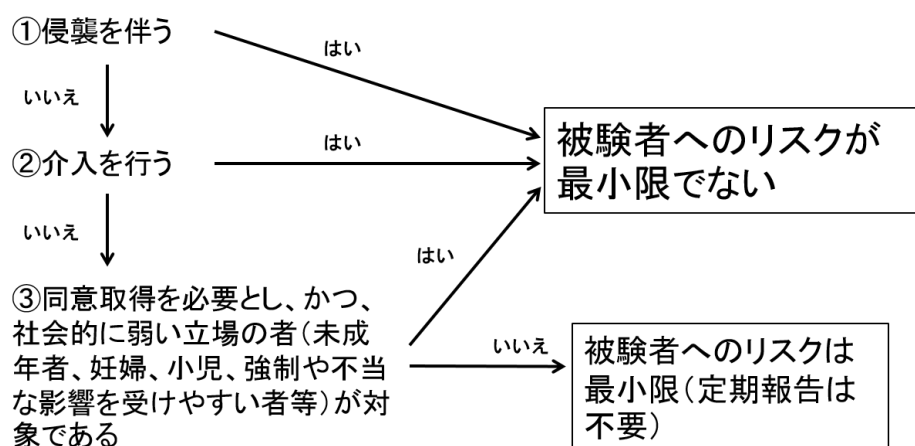 ①侵襲を伴う
はい
いいえ
②介入を行う
はい
被験者へのリスクが
最小限でない
いいえ
はい
③同意取得を必要とし、かつ、
社会的に弱い立場の者(未成
年者、妊婦、小児、強制や不当
な影響を受けやすい者等)が対
象である
いいえ
被験者へのリスクは
最小限(定期報告は
不要)